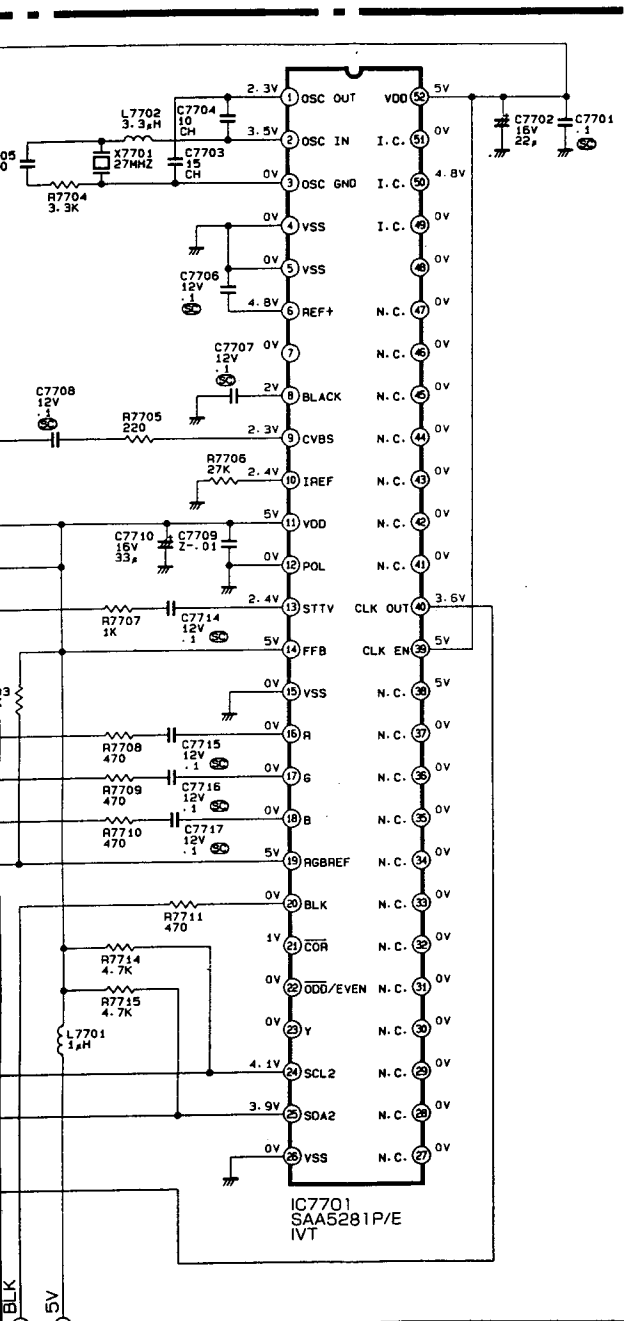 2.3V 1 OSC OUT VDD 52 5V
L7702
3.3μH
C7704
10
CH
3.5V 2 OSC IN I.C. 51 0V
C7702
16V
22μ
C7701
.1
SC
X7701
27MHZ
C7703
15
CH
R7704
3.3K
0V 3 OSC GND I.C. 50 4.8V
0V 4 VSS I.C. 49 0V
0V 5 VSS 48 0V
C7706
12V
.1
SC
4.8V 6 REF+ N.C. 47 0V
0V 7 N.C. 46 0V
C7707
12V
.1
SC
2V 8 BLACK N.C. 45 0V
C7708
12V
.1
SC
R7705
220
2.3V 9 CVBS N.C. 44 0V
R7706
27K
2.4V 10 IREF N.C. 43 0V
5V 11 VDD N.C. 42 0V
C7710
16V
33μ
C7709
Z-.01
0V 12 POL N.C. 41 0V
2.4V 13 STTV CLK OUT 40 3.6V
R7707
1K
C7714
12V
.1
SC
5V 14 FFB CLK EN 39 5V
0V 15 VSS N.C. 38 5V
0V 16 R N.C. 37 0V
R7708
470
C7715
12V
.1
SC
0V 17 G N.C. 36 0V
R7709
470
C7716
12V
.1
SC
0V 18 B N.C. 35 0V
R7710
470
C7717
12V
.1
SC
5V 19 RGBREF N.C. 34 0V
0V 20 BLK N.C. 33 0V
R7711
470
1V 21 COR N.C. 32 0V
R7714
4.7K
0V 22 ODD/EVEN N.C. 31 0V
R7715
4.7K
0V 23 Y N.C. 30 0V
L7701
1μH
4.1V 24 SCL2 N.C. 29 0V
3.9V 25 SDA2 N.C. 28 0V
0V 26 VSS N.C. 27 0V
IC7701
SAA5281P/E
IVT
BLK
5V